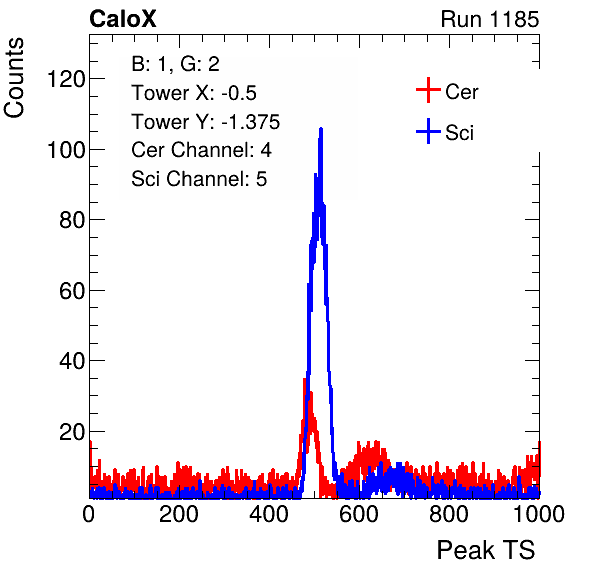 CaloX Run 1185
Counts
B: 1, G: 2
Tower X: -0.5
Tower Y: -1.375
Cer Channel: 4
Sci Channel: 5
Cer
Sci
120
100
80
60
40
20
0 200 400 600 800 1000
Peak TS